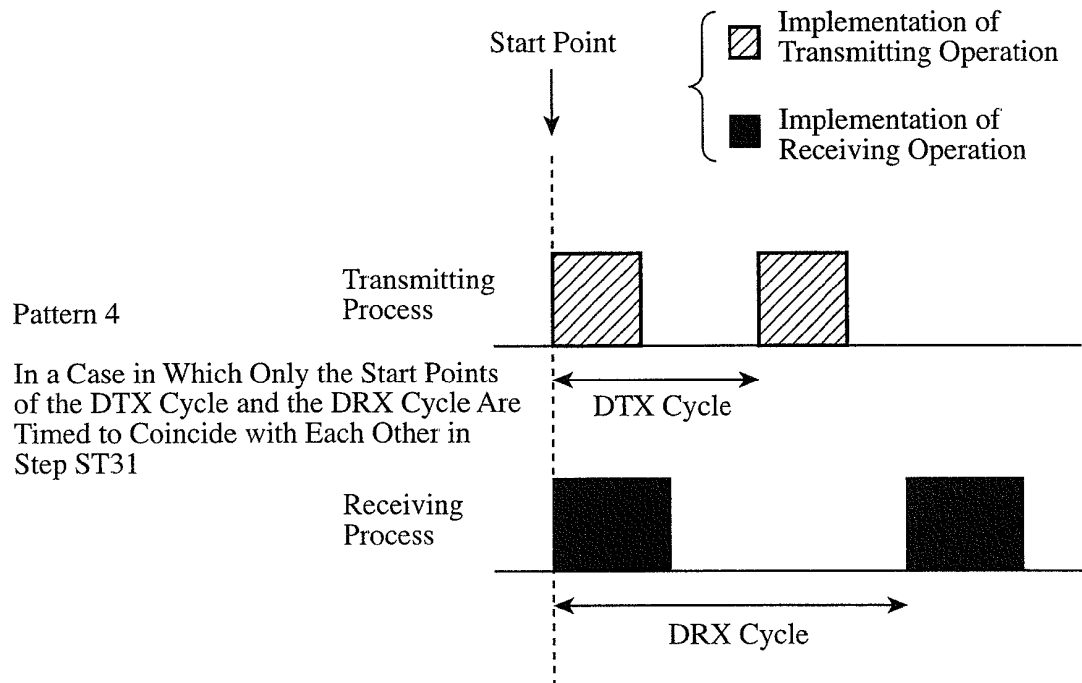 Start Point
Implementation of
Transmitting Operation
Implementation of
Receiving Operation
Transmitting
Process
Pattern 4
In a Case in Which Only the Start Points
of the DTX Cycle and the DRX Cycle Are
Timed to Coincide with Each Other in
Step ST31
DTX Cycle
Receiving
Process
DRX Cycle